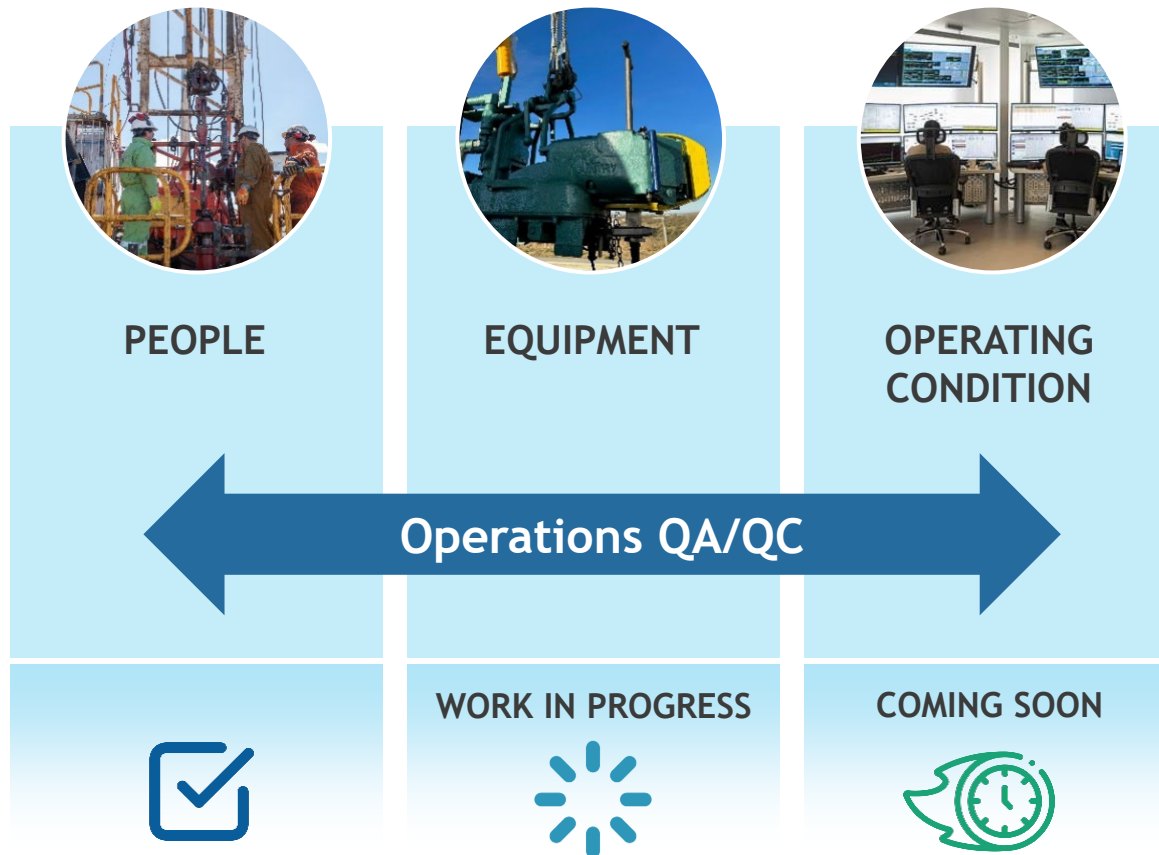 PEOPLE
EQUIPMENT
OPERATING
CONDITION
Operations QA/QC
WORK IN PROGRESS
COMING SOON